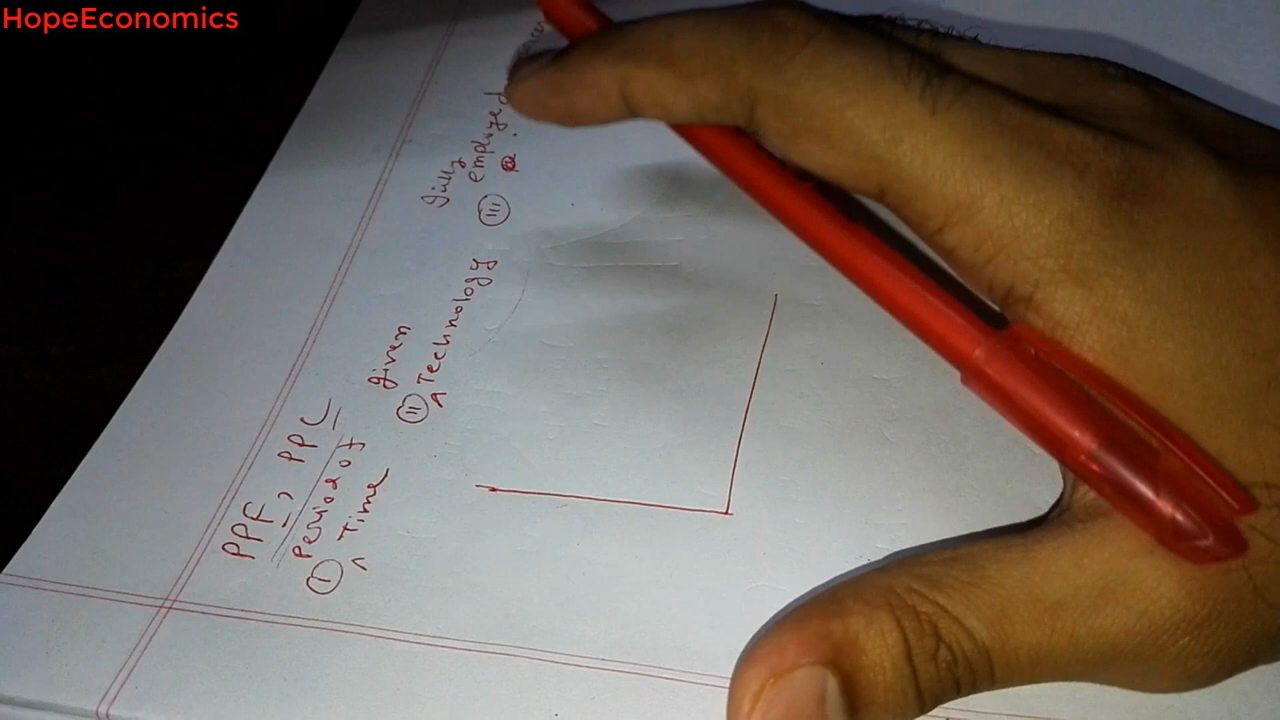 HopeEconomics
PPF, PPC
(I) Period of
^ Time
given
(II) ^ Technology
fully
(III) employed
R.